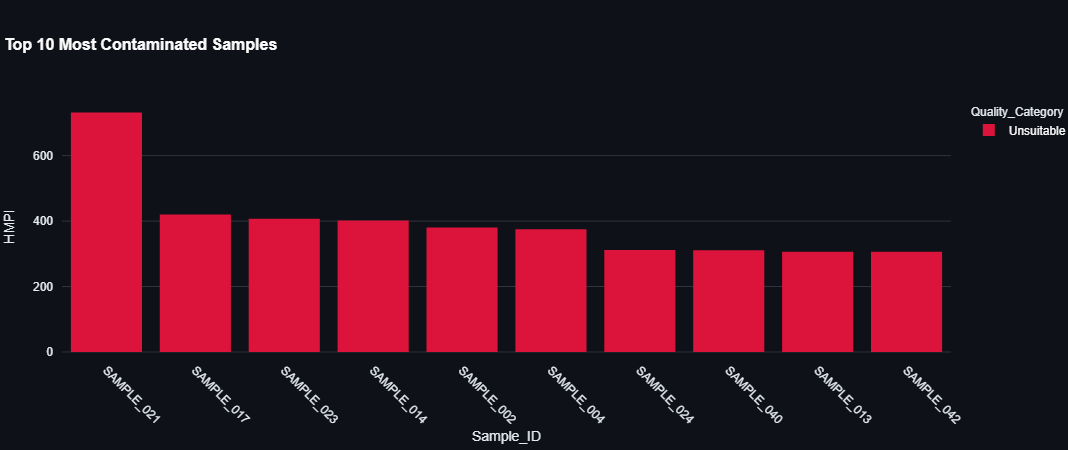 Top 10 Most Contaminated Samples
Quality_Category
Unsuitable
HMPI
600
400
200
0
SAMPLE_021
SAMPLE_017
SAMPLE_023
SAMPLE_014
SAMPLE_002
SAMPLE_004
SAMPLE_024
SAMPLE_040
SAMPLE_013
SAMPLE_042
Sample_ID